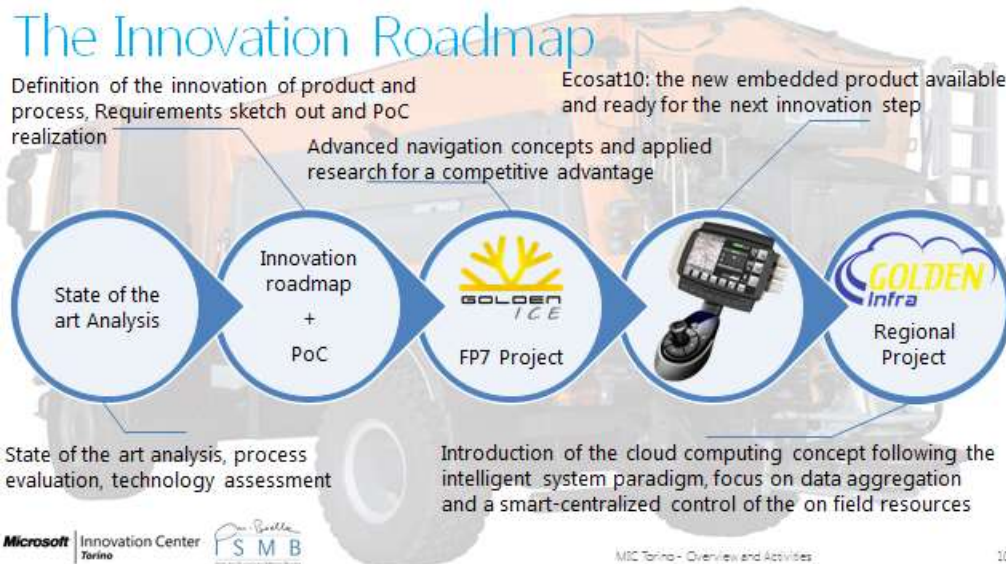 The Innovation Roadmap
Definition of the innovation of product and
process, Requirements sketch out and PoC
realization
Ecosat10: the new embedded product available
and ready for the next innovation step
Advanced navigation concepts and applied
research for a competitive advantage
State of the
art Analysis
Innovation
roadmap
+
PoC
GOLDEN
ICE
FP7 Project
GOLDEN
Infra
Regional
Project
State of the art analysis, process
evaluation, technology assessment
Introduction of the cloud computing concept following the
intelligent system paradigm, focus on data aggregation
and a smart-centralized control of the on field resources
Microsoft Innovation Center
Torino
ISMB
MIC Torino - Overview and Activities
10